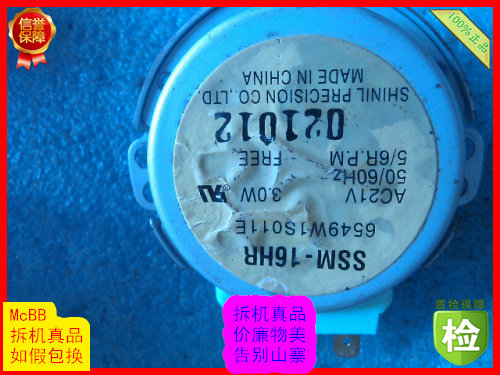 信誉
保障
100%正品
SSM-16HR
6549W1S011E
AC21V 3.0W
50/60Hz
5/6R.P.M FREE
021012
SHINIL PRECISION CO.,LTD.
MADE IN CHINA
McBB
拆机真品
如假包换
拆机真品
价廉物美
告别山寨
质检保障
检